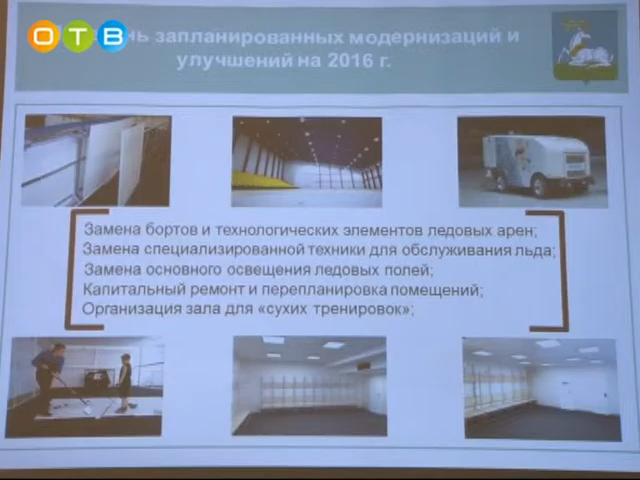 ОТВ
запланированных модернизаций и
улучшений на 2016 г.
Замена бортов и технологических элементов ледовых арен;
Замена специализированной техники для обслуживания льда;
Замена основного освещения ледовых полей;
Капитальный ремонт и перепланировка помещений;
Организация зала для «сухих тренировок»;